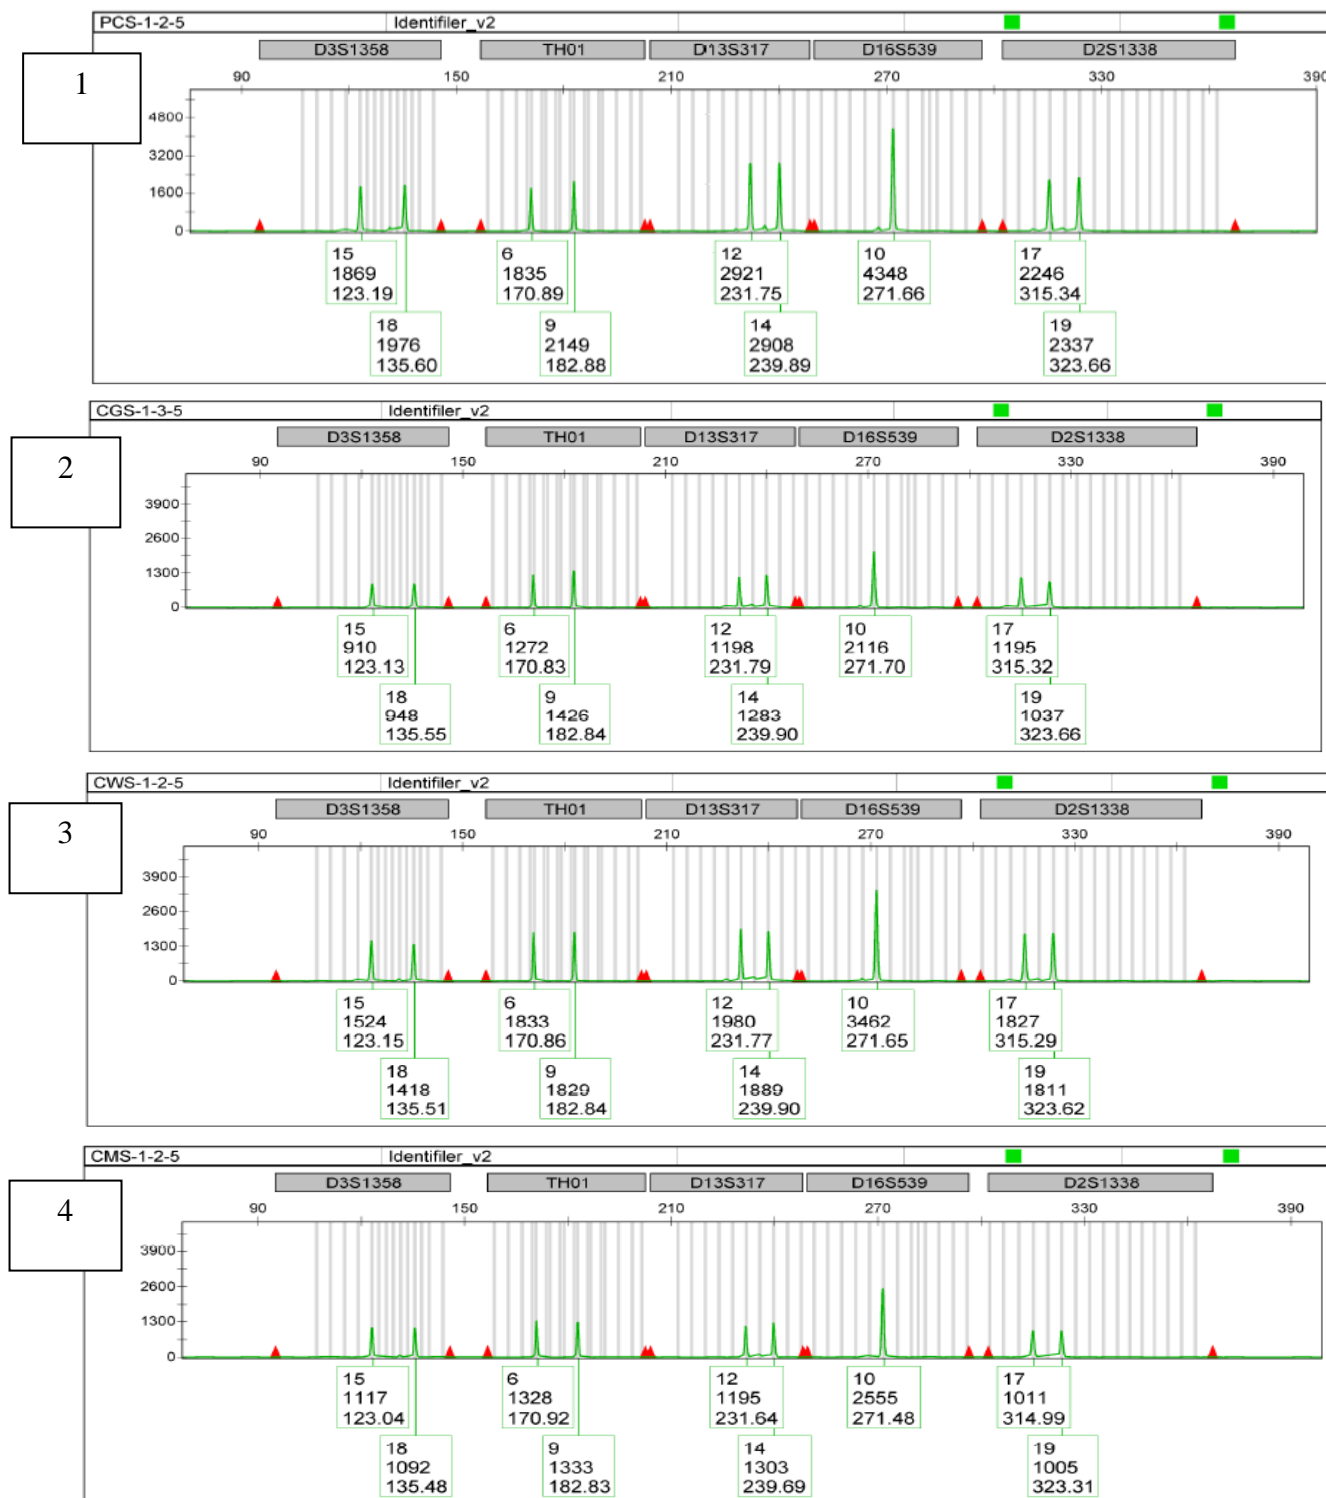 PCS-1-2-5 Identifiler_v2
1
D3S1358 TH01 D13S317 D16S539 D2S1338
90 150 210 270 330 390
4800
3200
1600
0
15 6 12 10 17
1869 1835 2921 4348 2246
123.19 170.89 231.75 271.66 315.34
18 9 14 19
1976 2149 2908 2337
135.60 182.88 239.89 323.66
CGS-1-3-5 Identifiler_v2
2
D3S1358 TH01 D13S317 D16S539 D2S1338
90 150 210 270 330 390
3900
2600
1300
0
15 6 12 10 17
910 1272 1198 2116 1195
123.13 170.83 231.79 271.70 315.32
18 9 14 19
948 1426 1283 1037
135.55 182.84 239.90 323.66
CWS-1-2-5 Identifiler_v2
3
D3S1358 TH01 D13S317 D16S539 D2S1338
90 150 210 270 330 390
3900
2600
1300
0
15 6 12 10 17
1524 1833 1980 3462 1827
123.15 170.86 231.77 271.65 315.29
18 9 14 19
1418 1829 1889 1811
135.51 182.84 239.90 323.62
CMS-1-2-5 Identifiler_v2
4
D3S1358 TH01 D13S317 D16S539 D2S1338
90 150 210 270 330 390
3900
2600
1300
0
15 6 12 10 17
1117 1328 1195 2555 1011
123.04 170.92 231.64 271.48 314.99
18 9 14 19
1092 1333 1303 1005
135.48 182.83 239.69 323.31